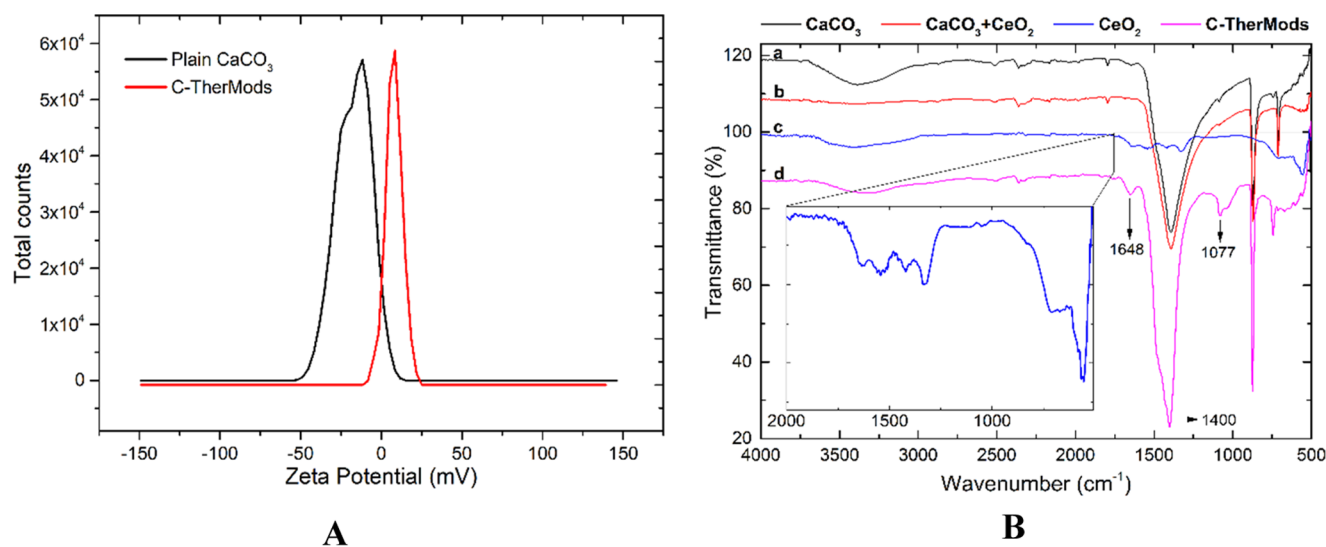 6x10⁴
5x10⁴
4x10⁴
3x10⁴
2x10⁴
1x10⁴
0
Total counts
Plain CaCO₃
C-TherMods
-150 -100 -50 0 50 100 150
Zeta Potential (mV)
A
CaCO₃ CaCO₃+CeO₂ CeO₂ C-TherMods
120
100
80
60
40
20
Transmittance (%)
a
b
c
d
1648
1077
1400
2000 1500 1000
4000 3500 3000 2500 2000 1500 1000 500
Wavenumber (cm⁻¹)
B